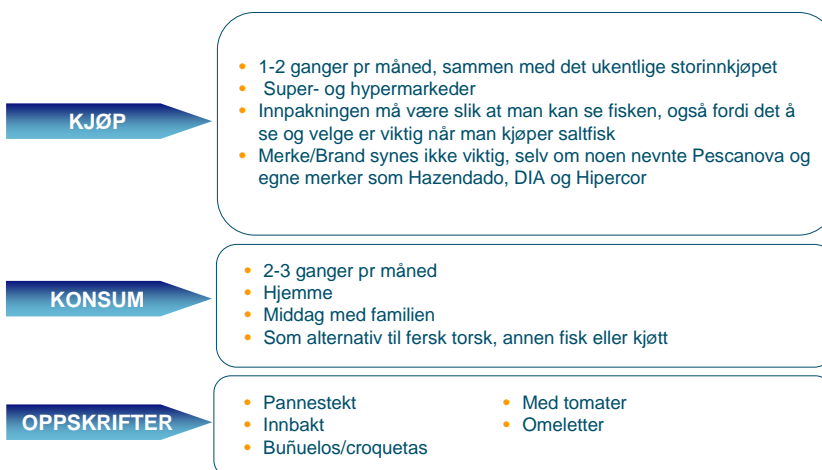 KJØP
• 1-2 ganger pr måned, sammen med det ukentlige storinnkjøpet
• Super- og hypermarkeder
• Innpakningen må være slik at man kan se fisken, også fordi det å
se og velge er viktig når man kjøper saltfisk
• Merke/Brand synes ikke viktig, selv om noen nevnte Pescanova og
egne merker som Hazendado, DIA og Hipercor
KONSUM
• 2-3 ganger pr måned
• Hjemme
• Middag med familien
• Som alternativ til fersk torsk, annen fisk eller kjøtt
OPPSKRIFTER
• Pannestekt
• Innbakt
• Buñuelos/croquetas
• Med tomater
• Omeletter